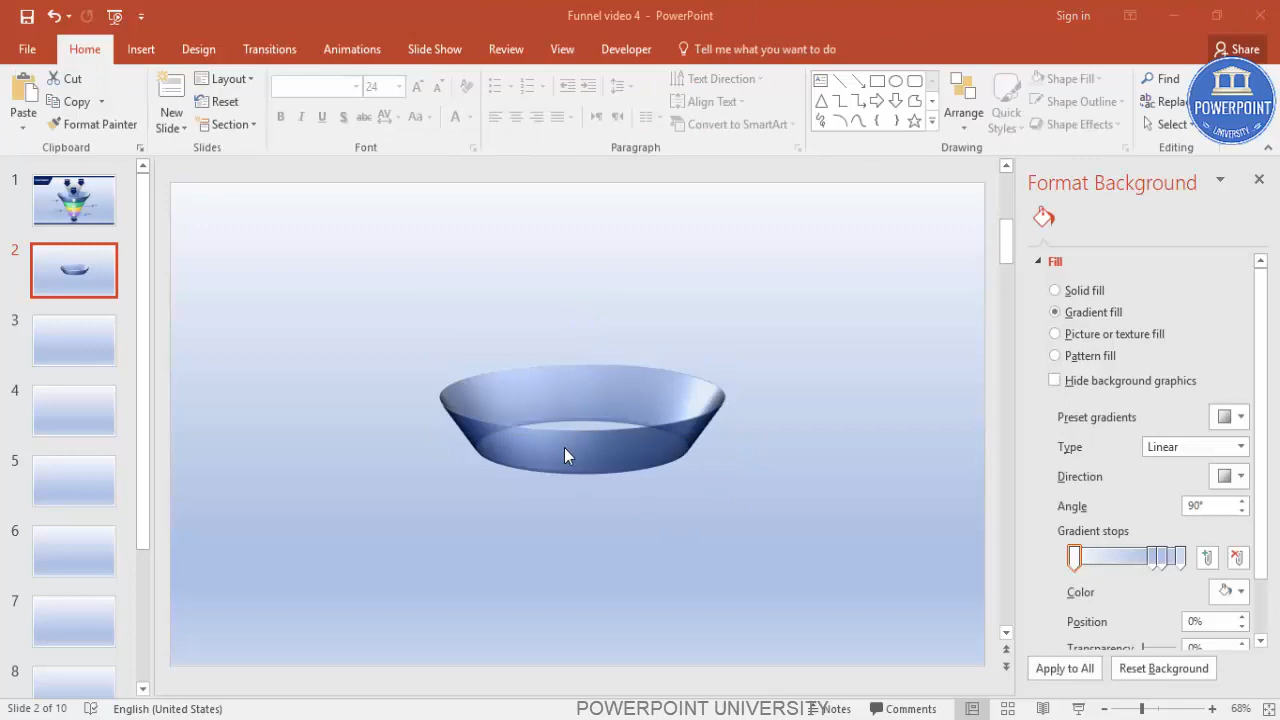 Funnel video 4 - PowerPoint
Sign in
File Home Insert Design Transitions Animations Slide Show Review View Developer Tell me what you want to do Share
Paste
Cut
Copy
Format Painter
Clipboard
New Slide
Layout
Reset
Section
Slides
24
B I U S abc AV Aa A
Font
Text Direction
Align Text
Convert to SmartArt
Paragraph
Arrange
Quick Styles
Shape Fill
Shape Outline
Shape Effects
Drawing
Find
Repla
Select
Editing
POWERPOINT
UNIVERSITY
1
2
3
4
5
6
7
8
Format Background
Fill
Solid fill
Gradient fill
Picture or texture fill
Pattern fill
Hide background graphics
Preset gradients
Type Linear
Direction
Angle 90°
Gradient stops
Color
Position 0%
Transparency 0%
Apply to All Reset Background
Slide 2 of 10 English (United States) POWERPOINT UNIVERSITY Notes Comments 68%